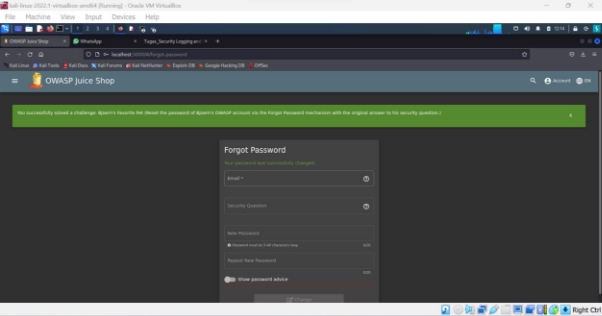 kali-linux-2022.1-virtualbox-amd64 [Running] - Oracle VM VirtualBox
File Machine View Input Devices Help
1 2 3 4
12:14
OWASP Juice Shop
WhatsApp
Tugas_Security Logging an
localhost:3000/#/forgot-password
Kali Linux Kali Tools Kali Docs Kali Forums Kali NetHunter Exploit-DB Google Hacking DB OffSec
OWASP Juice Shop
Account
EN
You successfully solved a challenge: Bjoern's Favorite Pet (Reset the password of Bjoern's OWASP account via the Forgot Password mechanism with the original answer to his security question.)
X
Forgot Password
Your password was successfully changed.
Email *
Security Question
New Password
Password must be 5-40 characters long.
0/20
Repeat New Password
0/20
Show password advice
Change
Right Ctrl